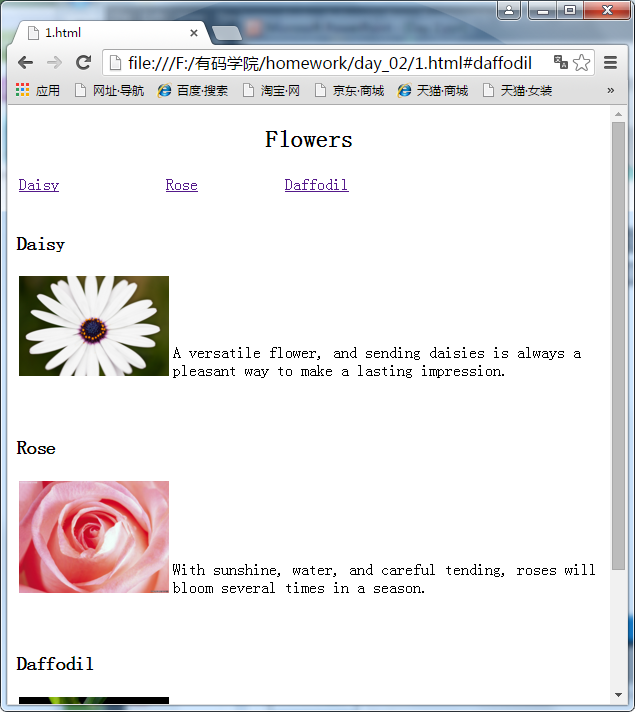 1.html
file:///F:/有码学院/homework/day_02/1.html#daffodil
应用 网址·导航 百度·搜索 淘宝·网 京东·商城 天猫·商城 天猫·女装 »
Flowers
Daisy Rose Daffodil
Daisy
A versatile flower, and sending daisies is always a
pleasant way to make a lasting impression.
Rose
With sunshine, water, and careful tending, roses will
bloom several times in a season.
Daffodil